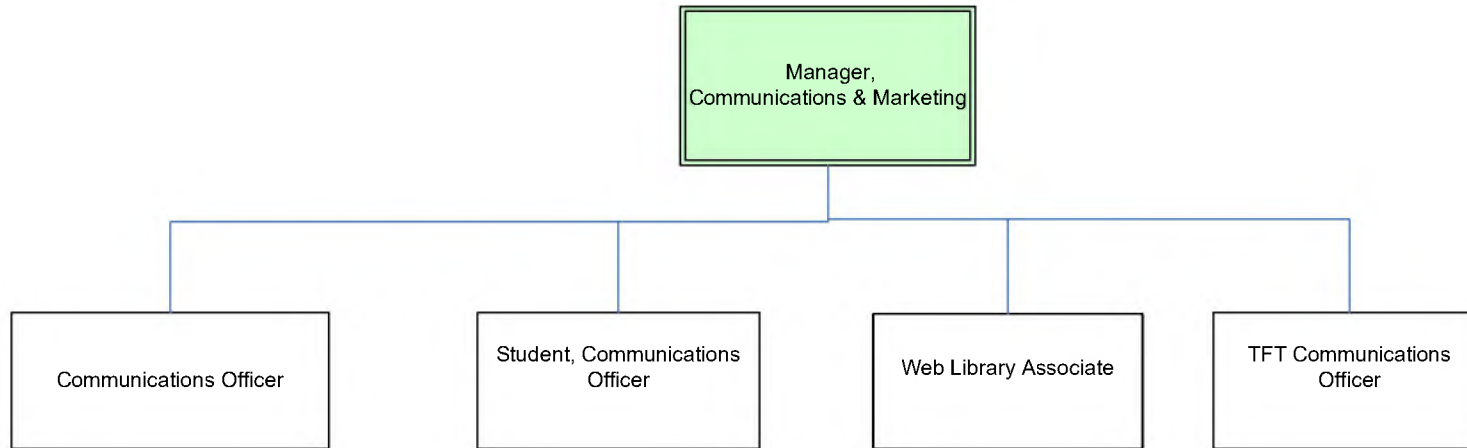 Manager,
Communications & Marketing
Communications Officer
Student, Communications
Officer
Web Library Associate
TFT Communications
Officer